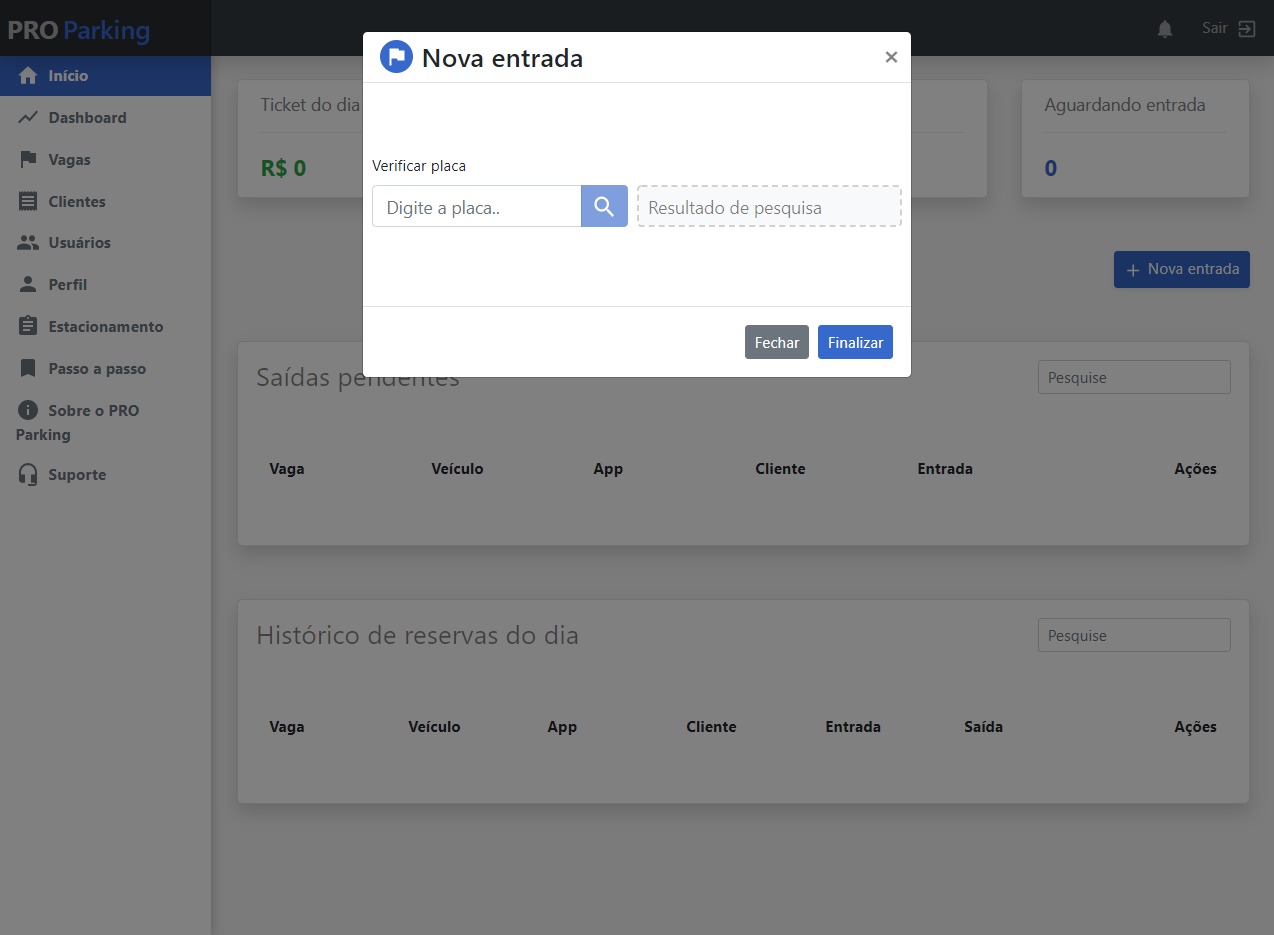 PRO Parking
Sair
Início
Dashboard
Vagas
Clientes
Usuários
Perfil
Estacionamento
Passo a passo
Sobre o PRO
Parking
Suporte
Nova entrada
×
Verificar placa
Digite a placa..
Resultado de pesquisa
Fechar
Finalizar
Ticket do dia
R$ 0
Aguardando entrada
0
+ Nova entrada
Saídas pendentes
Pesquise
Vaga Veículo App Cliente Entrada Ações
Histórico de reservas do dia
Pesquise
Vaga Veículo App Cliente Entrada Saída Ações